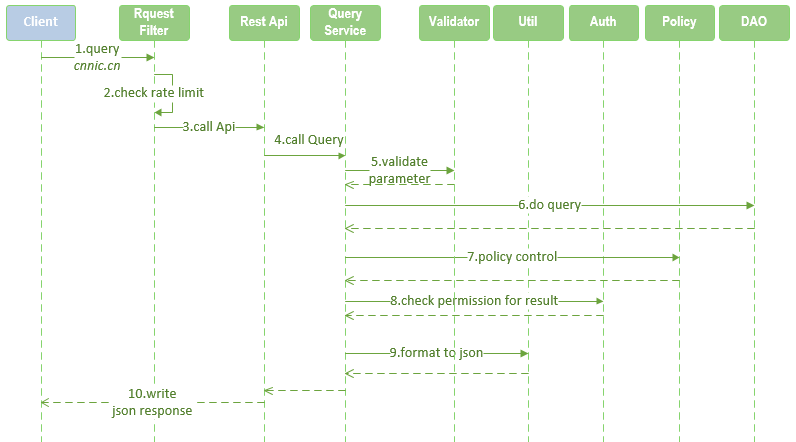 Client
Rquest
Filter
Rest Api
Query
Service
Validator
Util
Auth
Policy
DAO
1.query
cnnic.cn
2.check rate limit
3.call Api
4.call Query
5.validate
parameter
6.do query
7.policy control
8.check permission for result
9.format to json
10.write
json response